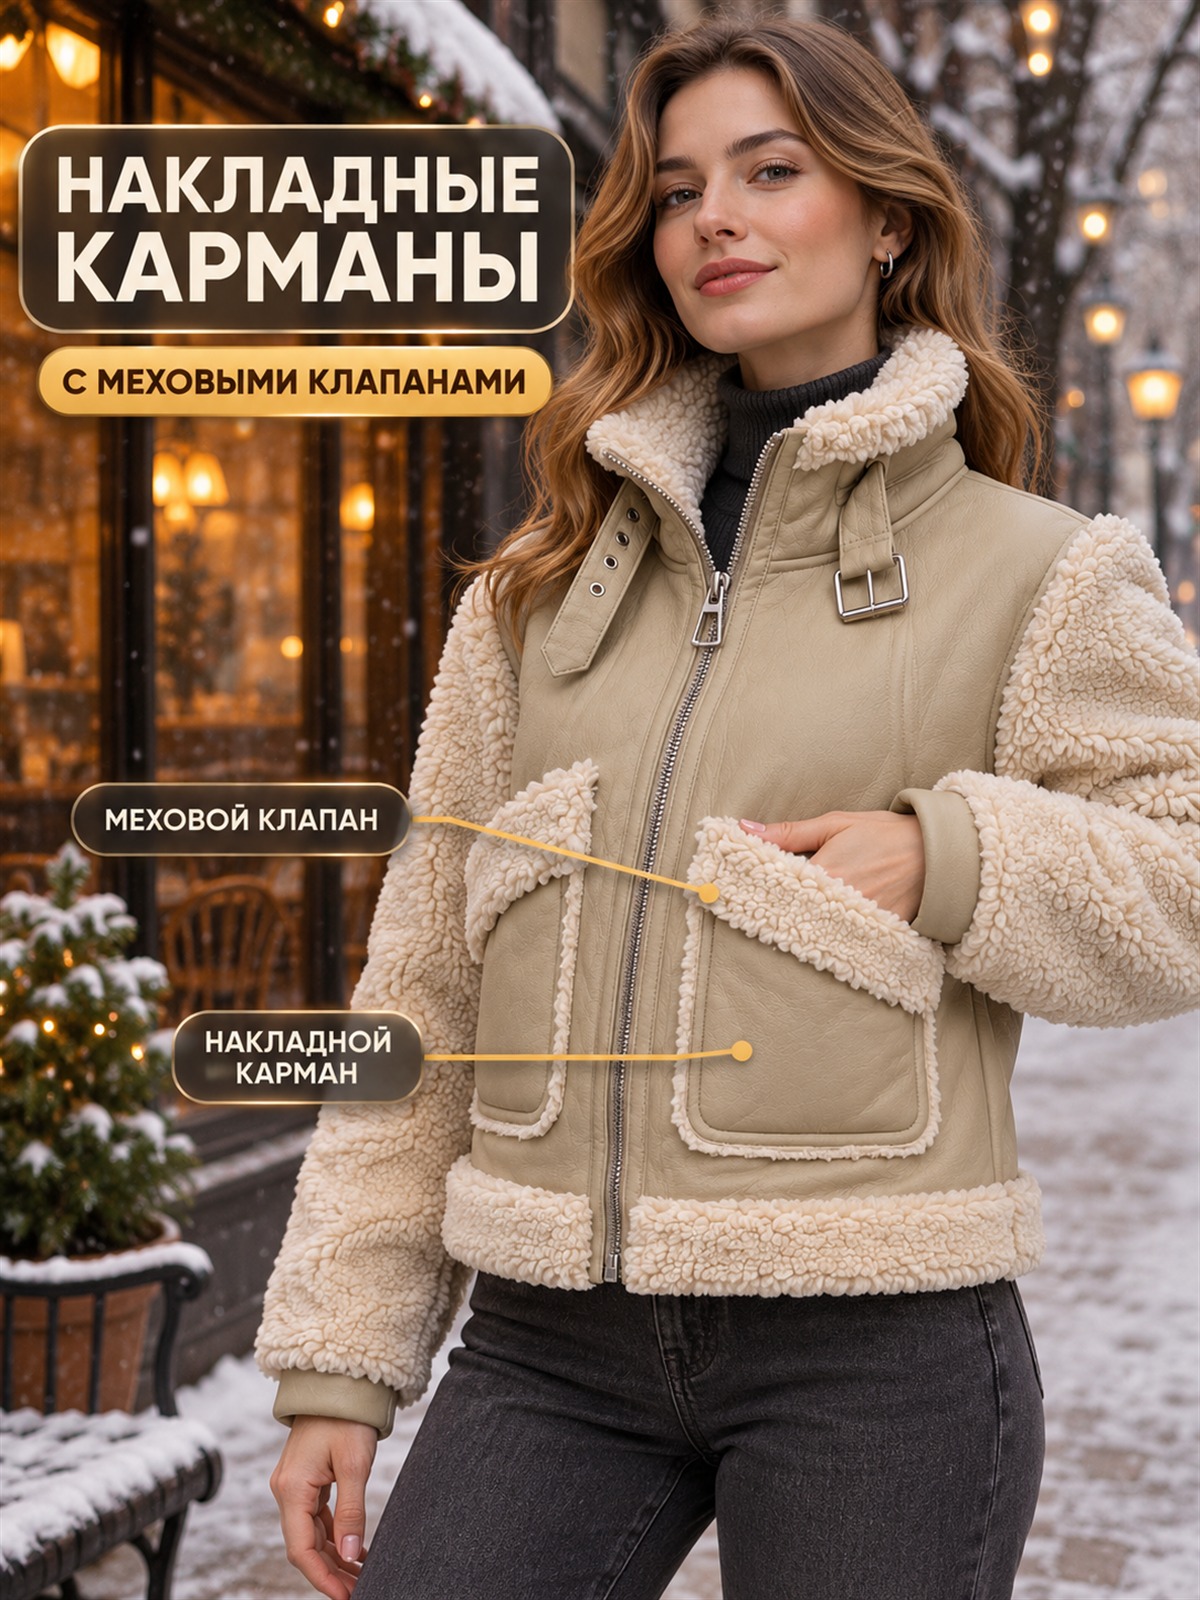 НАКЛАДНЫЕ
КАРМАНЫ
С МЕХОВЫМИ КЛАПАНАМИ
МЕХОВОЙ КЛАПАН
НАКЛАДНОЙ
КАРМАН